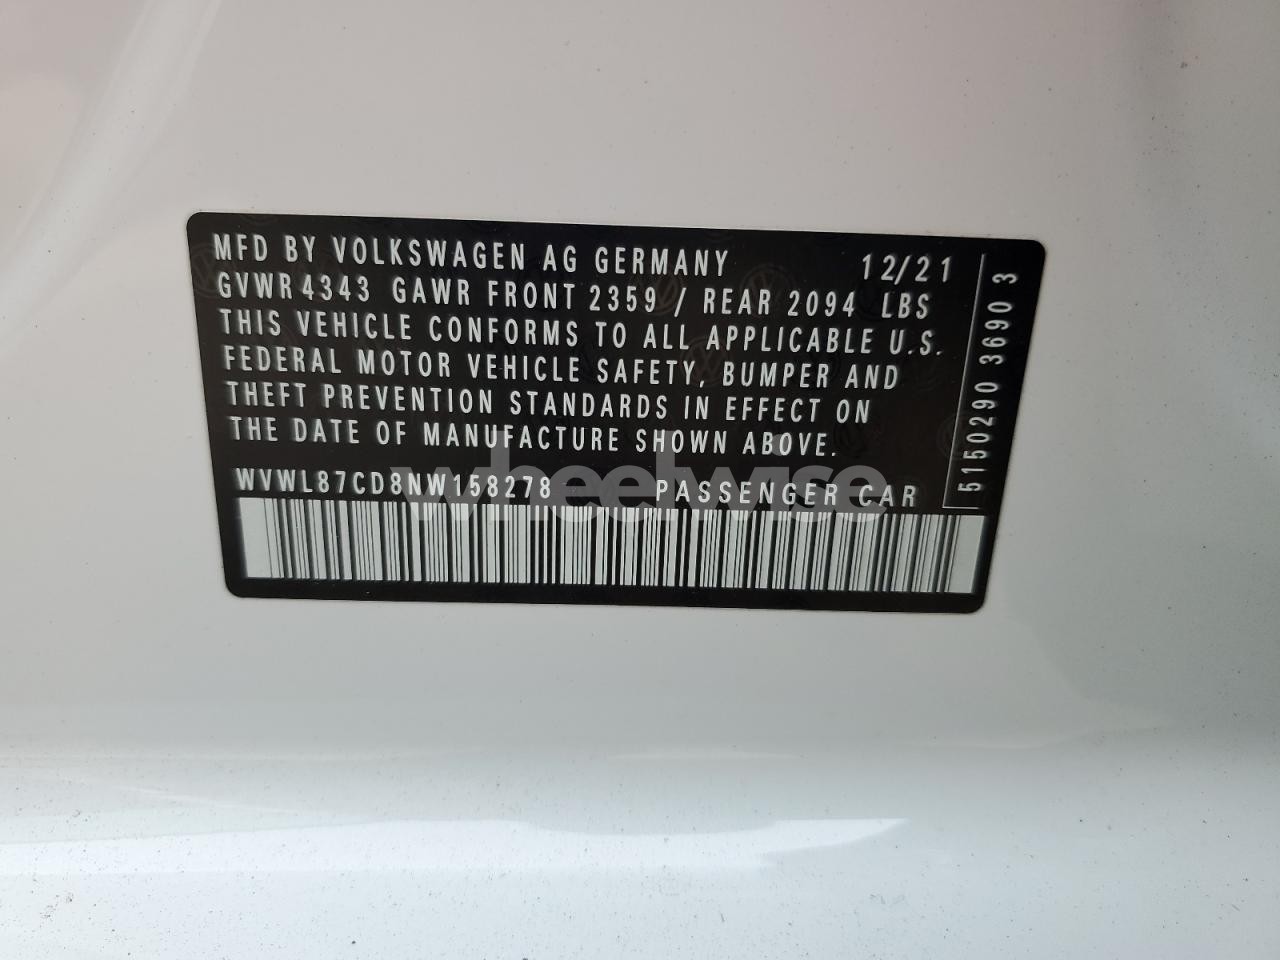 MFD BY VOLKSWAGEN AG GERMANY 12/21
GVWR 4343 GAWR FRONT 2359 / REAR 2094 LBS
THIS VEHICLE CONFORMS TO ALL APPLICABLE U.S.
FEDERAL MOTOR VEHICLE SAFETY, BUMPER AND
THEFT PREVENTION STANDARDS IN EFFECT ON
THE DATE OF MANUFACTURE SHOWN ABOVE.
WVWL87CD8NW158278 PASSENGER CAR
5150290 3690 3
wheelwise